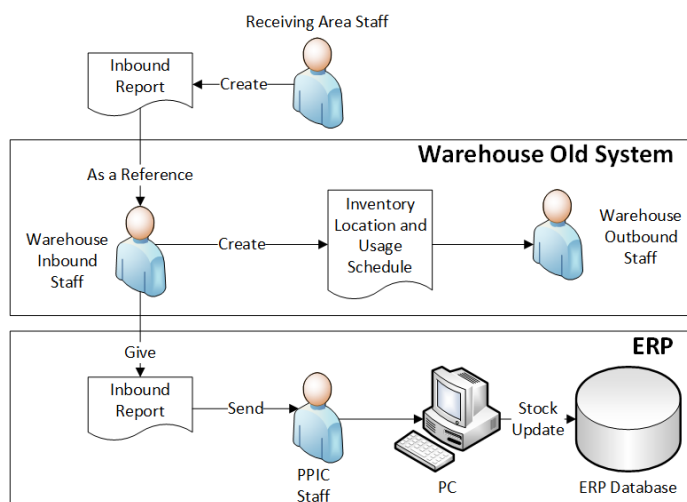 Receiving Area Staff
Inbound
Report
Create
Warehouse Old System
As a Reference
Warehouse
Inbound
Staff
Create
Inventory
Location and
Usage
Schedule
Warehouse
Outbound
Staff
ERP
Give
Inbound
Report
Send
PPIC
Staff
PC
Stock
Update
ERP Database